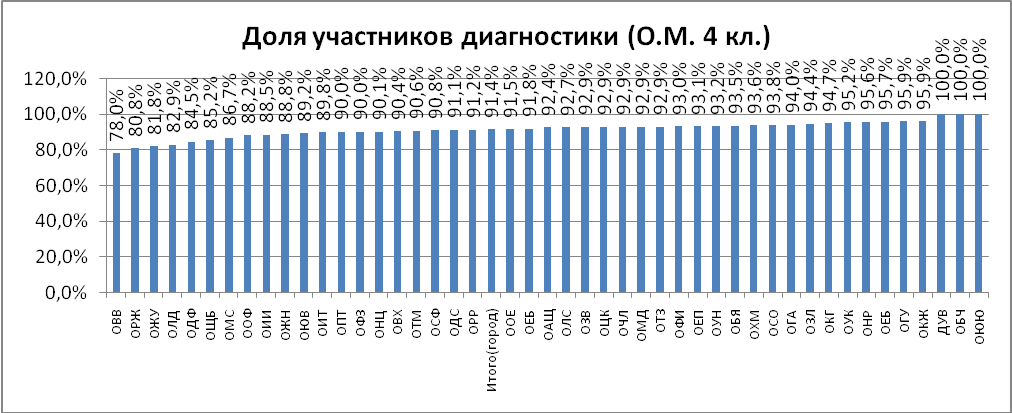 Доля участников диагностики (О.М. 4 кл.)
120,0%
100,0%
80,0%
60,0%
40,0%
20,0%
0,0%
78,0%
80,8%
81,8%
82,9%
84,5%
85,2%
86,7%
88,2%
88,5%
88,8%
89,2%
89,8%
90,0%
90,0%
90,1%
90,4%
90,6%
90,8%
91,1%
91,2%
91,4%
91,5%
91,8%
92,4%
92,7%
92,9%
92,9%
92,9%
92,9%
92,9%
93,0%
93,1%
93,2%
93,5%
93,6%
93,8%
94,0%
94,4%
94,7%
95,2%
95,6%
95,7%
95,9%
95,9%
100,0%
100,0%
100,0%
ОВВ
ОРЖ
ОЖУ
ОЛД
ОДФ
ОЩБ
ОМС
ООФ
ОИИ
ОЖН
ОЮВ
ОИТ
ОПТ
ОФЗ
ОНЦ
ОВХ
ОТМ
ОСФ
ОДС
ОРР
Итого(город)
ООЕ
ОЕБ
ОАЩ
ОЛС
ОЗВ
ОЦК
ОЧЛ
ОМД
ОТЗ
ОФИ
ОЕП
ОУН
ОБЯ
ОХМ
ОСО
ОГА
ОЗЛ
ОКГ
ОУК
ОНР
ОЕБ
ОГУ
ОКЖ
ДУВ
ОБЧ
ОЮЮ